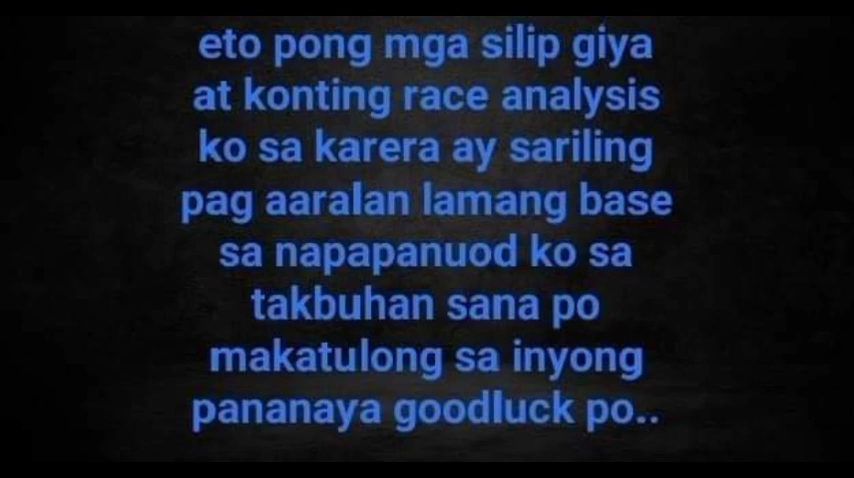 eto pong mga silip giya
at konting race analysis
ko sa karera ay sariling
pag aaralan lamang base
sa napapanuod ko sa
takbuhan sana po
makatulong sa inyong
pananaya goodluck po..